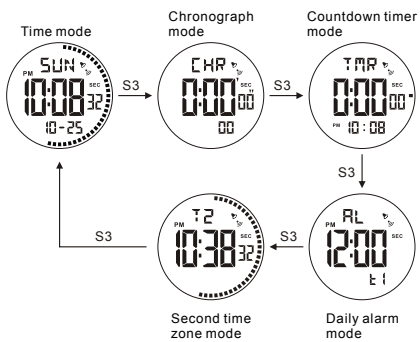 Time mode
SUN
PM
10:08
SEC
32
10-25
S3
Chronograph
mode
CHR
0:00
SEC
00
00
S3
Countdown timer
mode
TMR
0:00
SEC
00
PM 10:08
S3
AL
PM
12:00
SEC
t1
Daily alarm
mode
S3
T2
PM
10:38
SEC
32
Second time
zone mode
S3